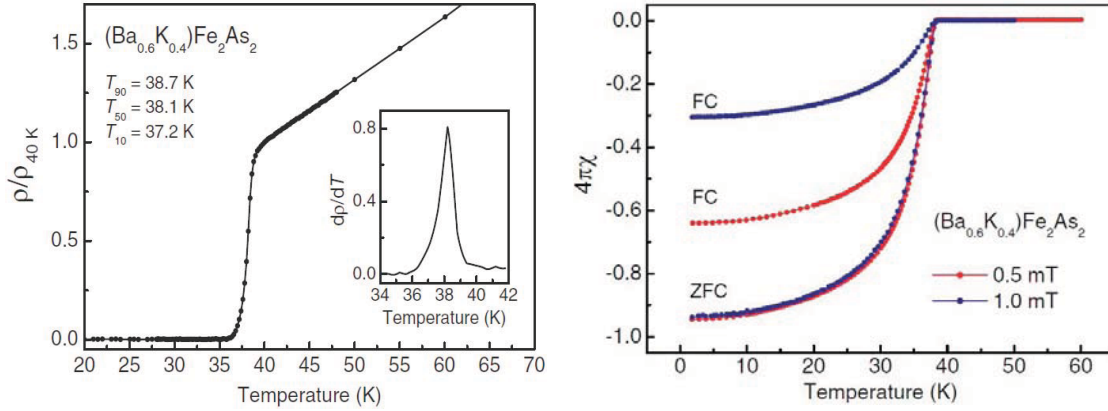 (Ba0.6K0.4)Fe2As2
T90 = 38.7 K
T50 = 38.1 K
T10 = 37.2 K
ρ/ρ40 K
1.5
1.0
0.5
0.0
20 25 30 35 40 45 50 55 60 65 70
Temperature (K)
dρ/dT
0.8
0.4
0.0
34 36 38 40 42
Temperature (K)
4πχ
0.0
-0.2
-0.4
-0.6
-0.8
-1.0
FC
FC
ZFC
(Ba0.6K0.4)Fe2As2
0.5 mT
1.0 mT
0 10 20 30 40 50 60
Temperature (K)